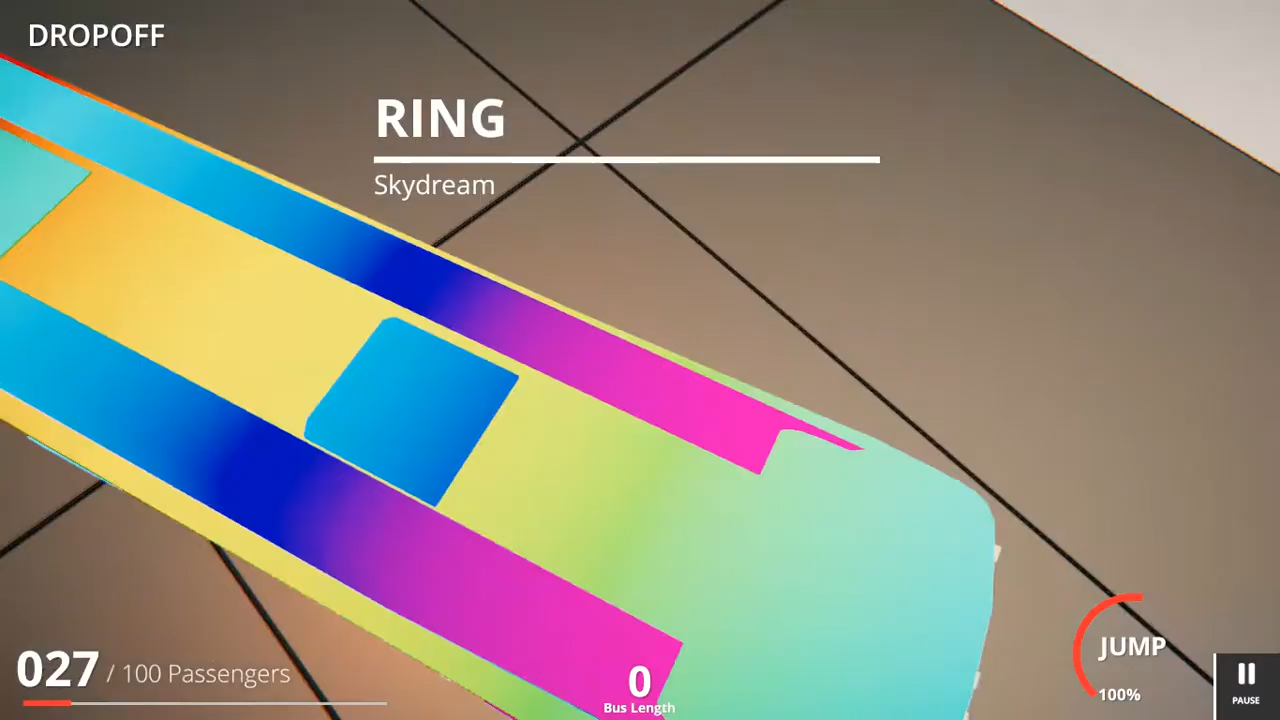 DROPOFF
RING
Skydream
027 / 100 Passengers
0
Bus Length
JUMP
100%
PAUSE